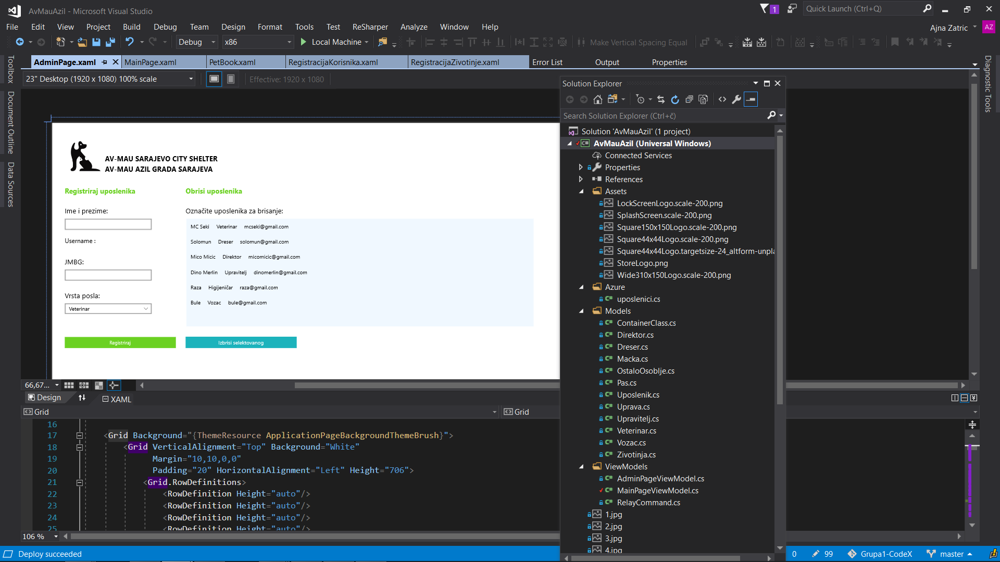 AvMauAzil - Microsoft Visual Studio
1
Quick Launch (Ctrl+Q)
File Edit View Project Build Debug Team Design Format Tools Test ReSharper Analyze Window Help
Ajna Zatric AZ
Debug x86 Local Machine Make Vertical Spacing Equal
Toolbox
Document Outline
Data Sources
AdminPage.xaml MainPage.xaml PetBook.xaml RegistracijaKorisnika.xaml RegistracijaZivotinje.xaml Error List Output Properties
Diagnostic Tools
23" Desktop (1920 x 1080) 100% scale Effective: 1920 x 1080
AV-MAU SARAJEVO CITY SHELTER
AV-MAU AZIL GRADA SARAJEVA
Registriraj uposlenika
Ime i prezime:
Username :
JMBG:
Vrsta posla:
Veterinar
Registriraj
Obrisi uposlenika
Označite uposlenika za brisanje:
MC Seki Veterinar mcseki@gmail.com
Solomun Dreser solomun@gmail.com
Mico Micic Direktor micomicic@gmail.com
Dino Merlin Upravitelj dinomerlin@gmail.com
Raza Higijeničar raza@gmail.com
Bule Vozac bule@gmail.com
Izbrisi selektovanog
66,67...
Design XAML
Grid Grid
16
17 <Grid Background="{ThemeResource ApplicationPageBackgroundThemeBrush}">
18 <Grid VerticalAlignment="Top" Background="White"
19 Margin="10,10,0,0"
20 Padding="20" HorizontalAlignment="Left" Height="706">
21 <Grid.RowDefinitions>
22 <RowDefinition Height="auto"/>
23 <RowDefinition Height="auto"/>
24 <RowDefinition Height="auto"/>
25 <RowDefinition Height="auto"/>
106 %
Solution Explorer
Search Solution Explorer (Ctrl+č)
Solution 'AvMauAzil' (1 project)
AvMauAzil (Universal Windows)
Connected Services
Properties
References
Assets
LockScreenLogo.scale-200.png
SplashScreen.scale-200.png
Square150x150Logo.scale-200.png
Square44x44Logo.scale-200.png
Square44x44Logo.targetsize-24_altform-unpla
StoreLogo.png
Wide310x150Logo.scale-200.png
Azure
uposlenici.cs
Models
ContainerClass.cs
Direktor.cs
Dreser.cs
Macka.cs
OstaloOsoblje.cs
Pas.cs
Uposlenik.cs
Uprava.cs
Upravitelj.cs
Veterinar.cs
Vozac.cs
Zivotinja.cs
ViewModels
AdminPageViewModel.cs
MainPageViewModel.cs
RelayCommand.cs
1.jpg
2.jpg
3.jpg
4.jpg
Deploy succeeded 0 99 Grupa1-CodeX master